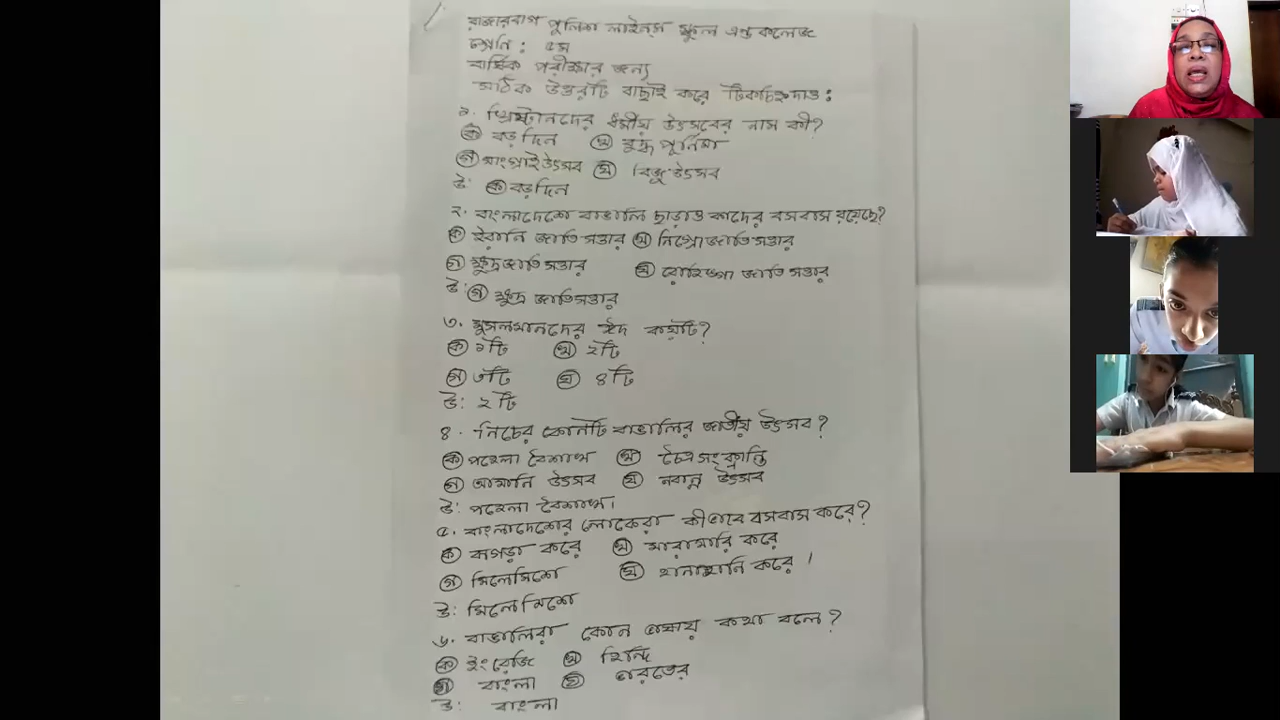 রাজারবাগ পুলিশ লাইনস্ স্কুল এন্ড কলেজ
শ্রেণি : ৫ম
বার্ষিক পরীক্ষার জন্য
সঠিক উত্তরটি বাছাই করে টিকচিহ্ন দাও :
১. খ্রিষ্টানদের ধর্মীয় উৎসবের নাম কী?
ক বড়দিন খ বুদ্ধ পূর্ণিমা
গ সাংগ্রাই উৎসব ঘ বিজু উৎসব
উ: ক বড়দিন
২. বাংলাদেশে বাঙালি ছাড়াও কাদের বসবাস রয়েছে?
ক ইরানি জাতি সত্তার খ নিগ্রো জাতি সত্তার
গ ক্ষুদ্র জাতি সত্তার ঘ রোহিঙ্গা জাতি সত্তার
উ: গ ক্ষুদ্র জাতিসত্তার
৩. মুসলমানদের ঈদ কয়টি?
ক ১টি খ ২টি
গ ৩টি ঘ ৪টি
উ: ২টি
৪. নিচের কোনটি বাঙালির জাতীয় উৎসব?
ক পহেলা বৈশাখ খ চৈত্র সংক্রান্তি
গ আমানি উৎসব ঘ নবান্ন উৎসব
উ: পহেলা বৈশাখ।
৫. বাংলাদেশের লোকেরা কীভাবে বসবাস করে?
ক ঝগড়া করে খ মারামারি করে
গ মিলেমিশে ঘ হানাহানি করে।
উ: মিলেমিশে
৬. বাঙালিরা কোন ভাষায় কথা বলে?
ক ইংরেজি খ হিন্দি
গ বাংলা ঘ
উ: বাংলা